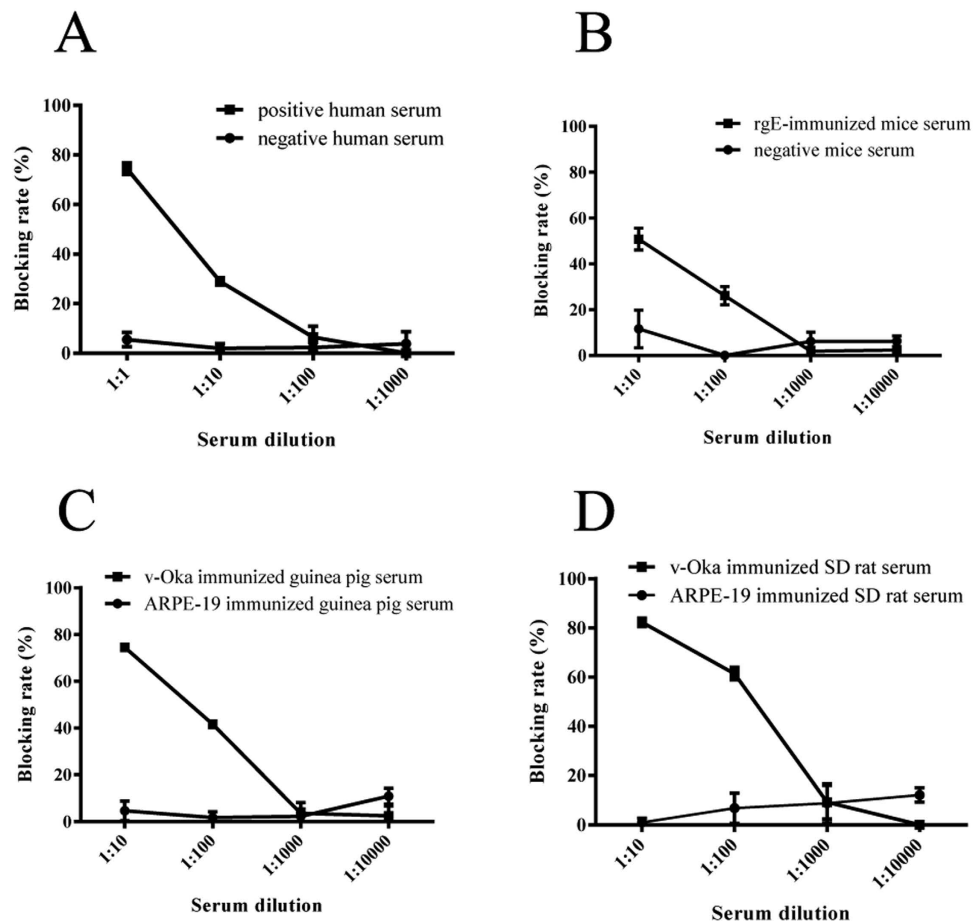 A
positive human serum
negative human serum
Blocking rate (%)
100
80
60
40
20
0
1:1
1:10
1:100
1:10000
Serum dilution
B
rgE-immunized mice serum
negative mice serum
Blocking rate (%)
100
80
60
40
20
0
1:10
1:100
1:1000
1:10000
Serum dilution
C
v-Oka immunized guinea pig serum
ARPE-19 immunized guinea pig serum
Blocking rate (%)
100
80
60
40
20
0
1:10
1:100
1:1000
1:10000
Serum dilution
D
v-Oka immunized SD rat serum
ARPE-19 immunized SD rat serum
Blocking rate (%)
100
80
60
40
20
0
1:10
1:100
1:1000
1:10000
Serum dilution